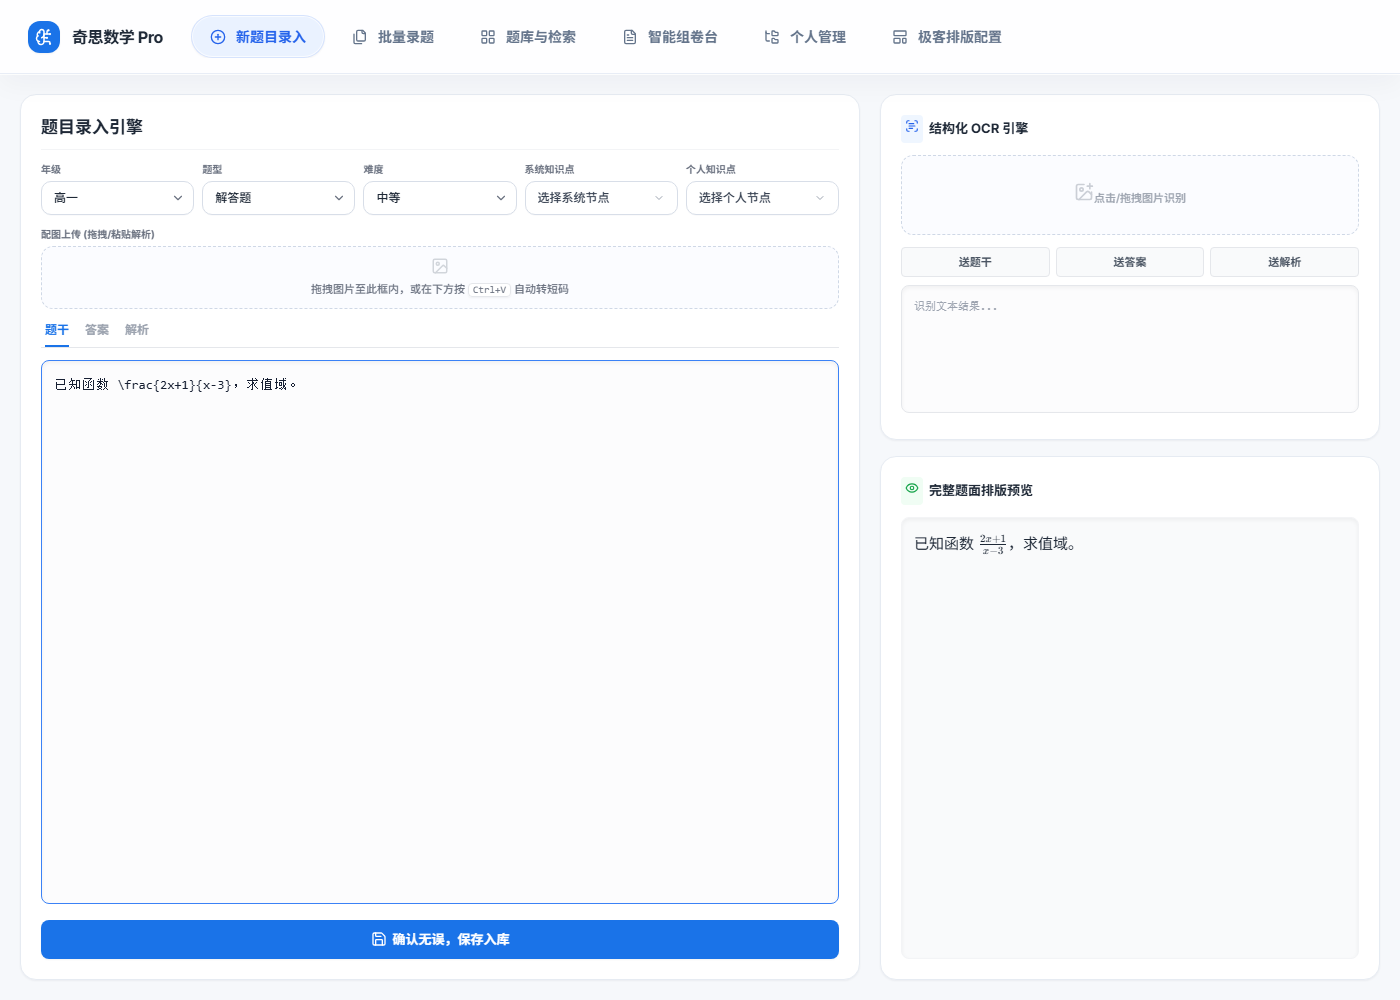 奇思数学 Pro
新题目录入
批量录题
题库与检索
智能组卷台
个人管理
极客排版配置
题目录入引擎
年级
题型
难度
系统知识点
个人知识点
高一
解答题
中等
选择系统节点
选择个人节点
配图上传 (拖拽/粘贴解析)
拖拽图片至此框内，或在下方按 Ctrl+V 自动转短码
题干
答案
解析
已知函数 \frac{2x+1}{x-3}，求值域。
确认无误，保存入库
结构化 OCR 引擎
点击/拖拽图片识别
送题干
送答案
送解析
识别文本结果...
完整题面排版预览
已知函数 \frac{2x+1}{x-3}，求值域。